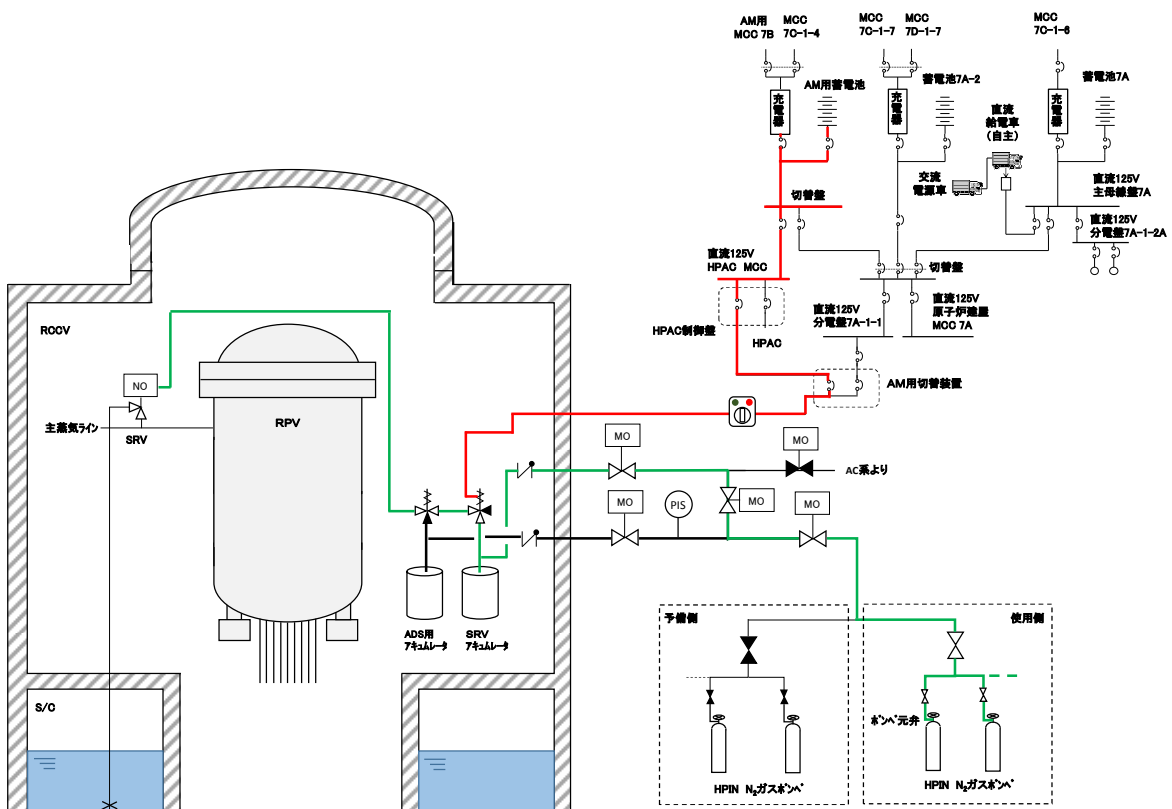 AM用
MCC 7B
MCC
7C-1-4
MCC
7C-1-7
MCC
7D-1-7
MCC
7C-1-6
充電器
AM用蓄電池
充電器
蓄電池7A-2
直流
給電車
(自主)
充電器
蓄電池7A
交流
電源車
直流125V
主母線盤7A
切替盤
直流125V
分電盤7A-1-2A
直流125V
HPAC MCC
切替盤
HPAC制御盤
HPAC
直流125V
分電盤7A-1-1
直流125V
原子炉建屋
MCC 7A
AM用切替装置
RCCV
NO
主蒸気ライン
SRV
RPV
MO
MO
AC系より
MO
MO
PIS
MO
ADS用
アキュムレータ
SRV
アキュムレータ
S/C
予備側
使用側
ボンベ元弁
HPIN N₂ガスボンベ
HPIN N₂ガスボンベ